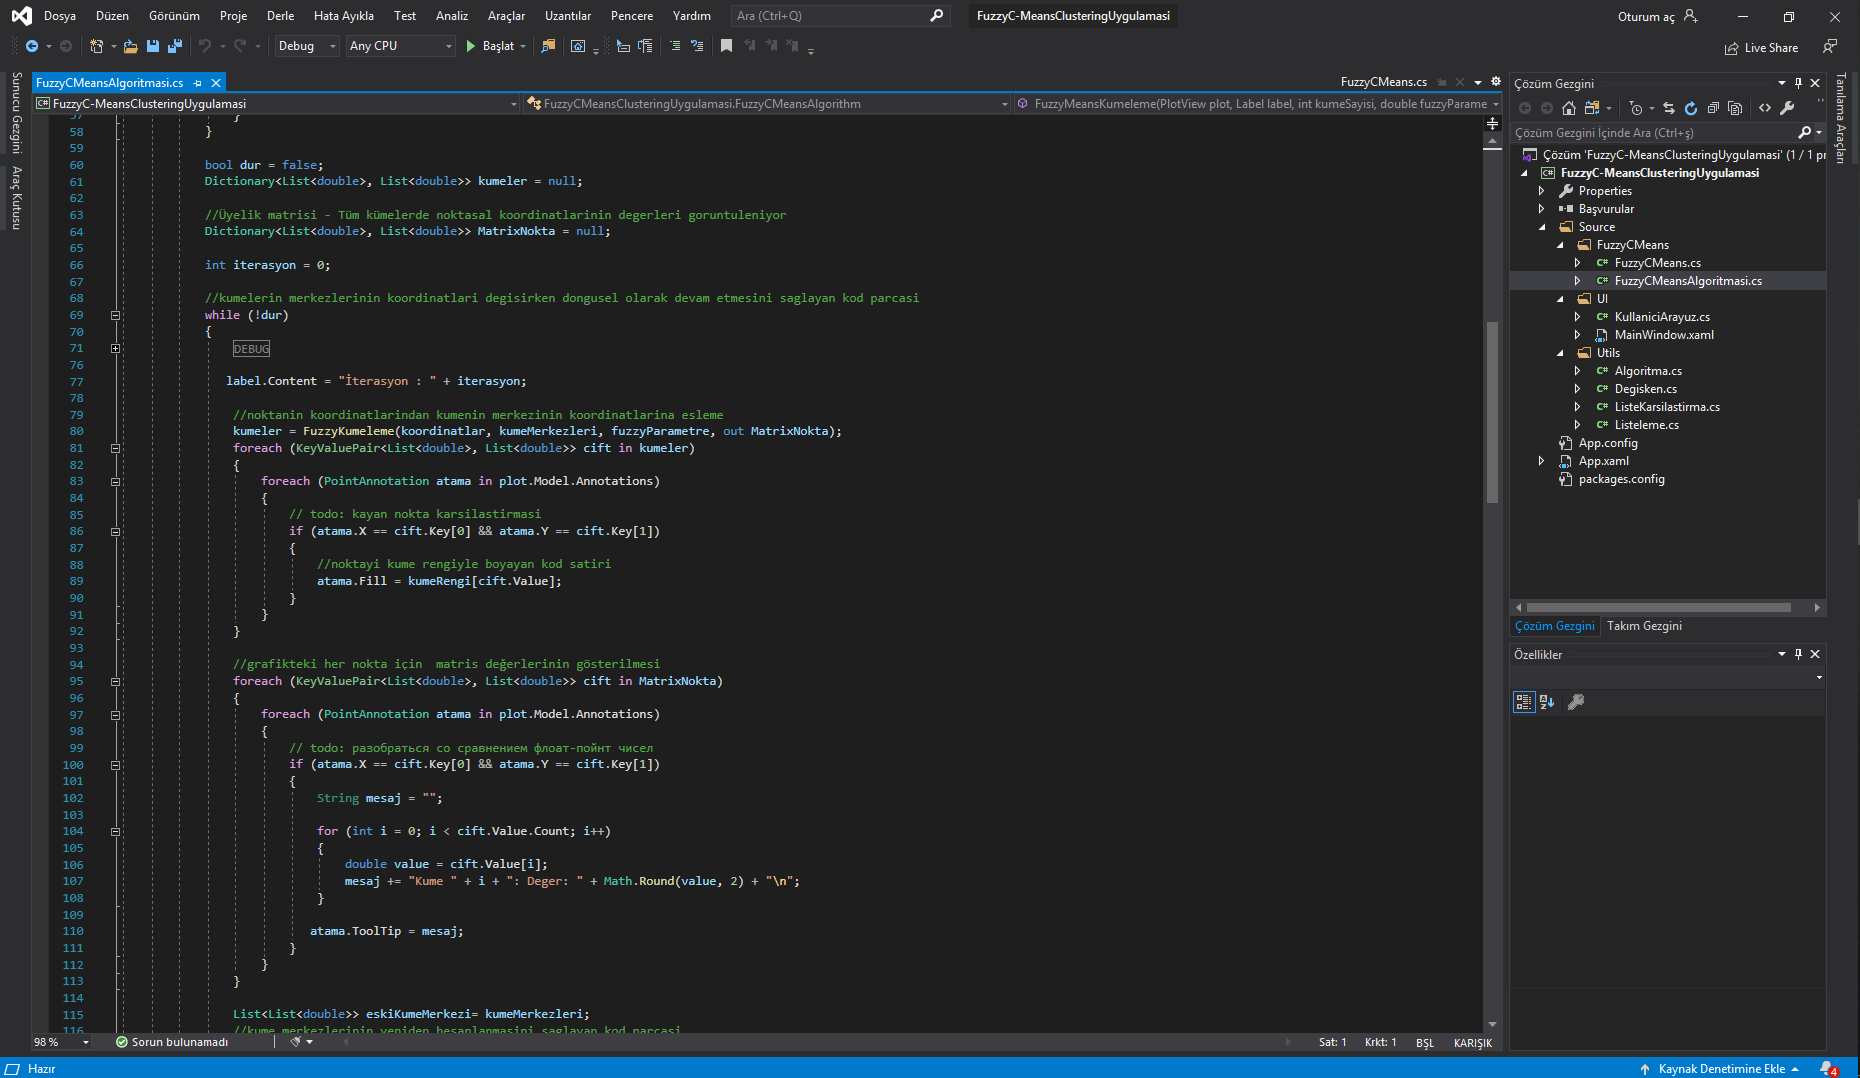 Dosya Düzen Görünüm Proje Derle Hata Ayıkla Test Analiz Araçlar Uzantılar Pencere Yardım Ara (Ctrl+Q) FuzzyC-MeansClusteringUygulamasi Oturum aç
Debug Any CPU Başlat Live Share
Sunucu Gezgini
Araç Kutusu
FuzzyCMeansAlgoritmasi.cs FuzzyCMeans.cs
FuzzyC-MeansClusteringUygulamasi FuzzyCMeansClusteringUygulamasi.FuzzyCMeansAlgorithm FuzzyMeansKumeleme(PlotView plot, Label label, int kumeSayisi, double fuzzyParame
57 }
58 }
59
60 bool dur = false;
61 Dictionary<List<double>, List<double>> kumeler = null;
62
63 //Üyelik matrisi - Tüm kümelerde noktasal koordinatlarinin degerleri goruntuleniyor
64 Dictionary<List<double>, List<double>> MatrixNokta = null;
65
66 int iterasyon = 0;
67
68 //kumelerin merkezlerinin koordinatlari degisirken dongusel olarak devam etmesini saglayan kod parcasi
69 while (!dur)
70 {
71 DEBUG
76
77 label.Content = "İterasyon : " + iterasyon;
78
79 //noktanin koordinatlarindan kumenin merkezinin koordinatlarina esleme
80 kumeler = FuzzyKumeleme(koordinatlar, kumeMerkezleri, fuzzyParametre, out MatrixNokta);
81 foreach (KeyValuePair<List<double>, List<double>> cift in kumeler)
82 {
83 foreach (PointAnnotation atama in plot.Model.Annotations)
84 {
85 // todo: kayan nokta karsilastirmasi
86 if (atama.X == cift.Key[0] && atama.Y == cift.Key[1])
87 {
88 //noktayi kume rengiyle boyayan kod satiri
89 atama.Fill = kumeRengi[cift.Value];
90 }
91 }
92 }
93
94 //grafikteki her nokta için  matris değerlerinin gösterilmesi
95 foreach (KeyValuePair<List<double>, List<double>> cift in MatrixNokta)
96 {
97 foreach (PointAnnotation atama in plot.Model.Annotations)
98 {
99 // todo: разобраться со сравнением флоат-пойнт чисел
100 if (atama.X == cift.Key[0] && atama.Y == cift.Key[1])
101 {
102 String mesaj = "";
103
104 for (int i = 0; i < cift.Value.Count; i++)
105 {
106 double value = cift.Value[i];
107 mesaj += "Kume " + i + ": Deger: " + Math.Round(value, 2) + "\n";
108 }
109
110 atama.ToolTip = mesaj;
111 }
112 }
113 }
114
115 List<List<double>> eskiKumeMerkezi= kumeMerkezleri;
116 //kume merkezlerinin yeniden hesaplanmasini saglayan kod parcasi
98 % Sorun bulunamadı Sat: 1 Krkt: 1 BŞL KARIŞIK
Çözüm Gezgini
Çözüm Gezgini İçinde Ara (Ctrl+ş)
Çözüm 'FuzzyC-MeansClusteringUygulamasi' (1 / 1 pr
FuzzyC-MeansClusteringUygulamasi
Properties
Başvurular
Source
FuzzyCMeans
FuzzyCMeans.cs
FuzzyCMeansAlgoritmasi.cs
UI
KullaniciArayuz.cs
MainWindow.xaml
Utils
Algoritma.cs
Degisken.cs
ListeKarsilastirma.cs
Listeleme.cs
App.config
App.xaml
packages.config
Çözüm Gezgini Takım Gezgini
Özellikler
Tanılama Araçları
Hazır Kaynak Denetimine Ekle 4